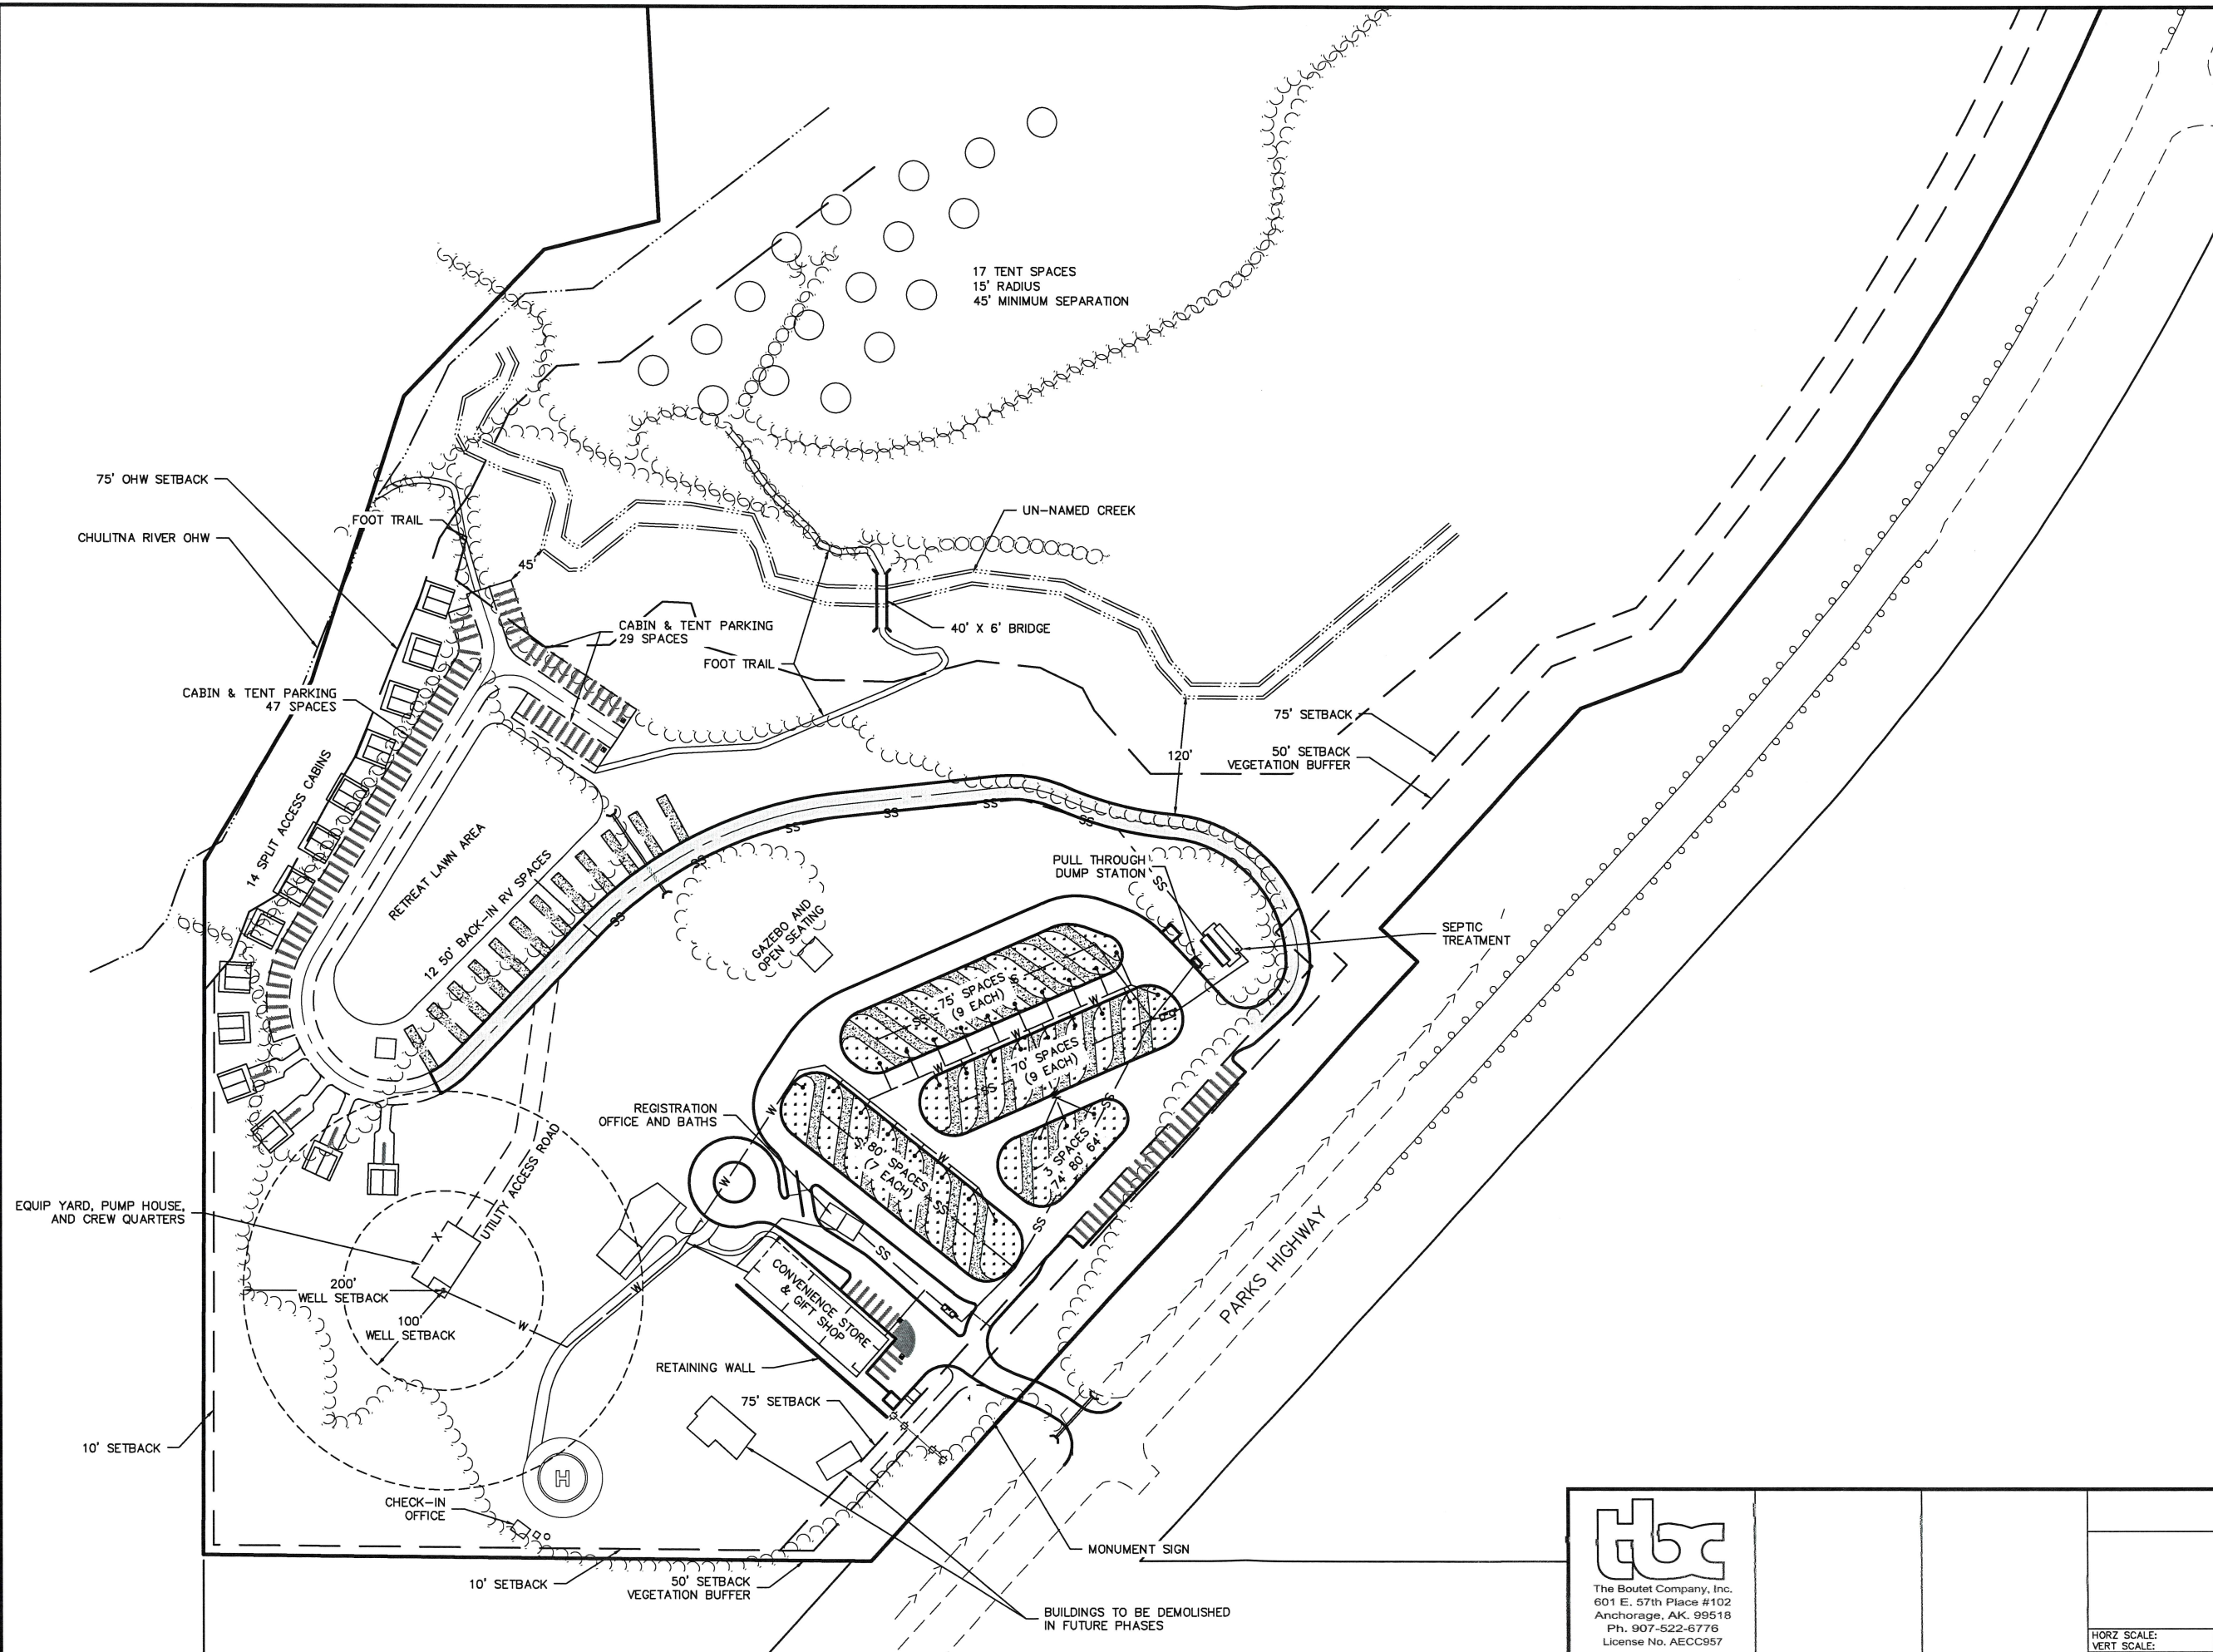 17 TENT SPACES
15' RADIUS
45' MINIMUM SEPARATION
75' OHW SETBACK
FOOT TRAIL
CHULITNA RIVER OHW
UN-NAMED CREEK
45'
CABIN & TENT PARKING
29 SPACES
40' X 6' BRIDGE
FOOT TRAIL
CABIN & TENT PARKING
47 SPACES
75' SETBACK
120'
50' SETBACK
VEGETATION BUFFER
14 SPLIT ACCESS CABINS
RETREAT LAWN AREA
12 50' BACK-IN RV SPACES
SS
SS
SS
SS
SS
SS
SS
PULL THROUGH
DUMP STATION
GAZEBO AND
OPEN SEATING
SEPTIC
TREATMENT
75' SPACES
(9 EACH)
SS
W
W
W
70' SPACES
(9 EACH)
SS
SS
REGISTRATION
OFFICE AND BATHS
W
W
80' SPACES
(7 EACH)
SS
3 SPACES
74' 80' 64'
SS
W
EQUIP YARD, PUMP HOUSE,
AND CREW QUARTERS
X
UTILITY ACCESS ROAD
SS
200'
WELL SETBACK
100'
WELL SETBACK
W
W
CONVENIENCE STORE
& GIFT SHOP
PARKS HIGHWAY
RETAINING WALL
75' SETBACK
10' SETBACK
H
CHECK-IN
OFFICE
MONUMENT SIGN
10' SETBACK
50' SETBACK
VEGETATION BUFFER
BUILDINGS TO BE DEMOLISHED
IN FUTURE PHASES
tbc
The Boutet Company, Inc.
601 E. 57th Place #102
Anchorage, AK. 99518
Ph. 907-522-6776
License No. AECC957
HORZ SCALE:
VERT SCALE: